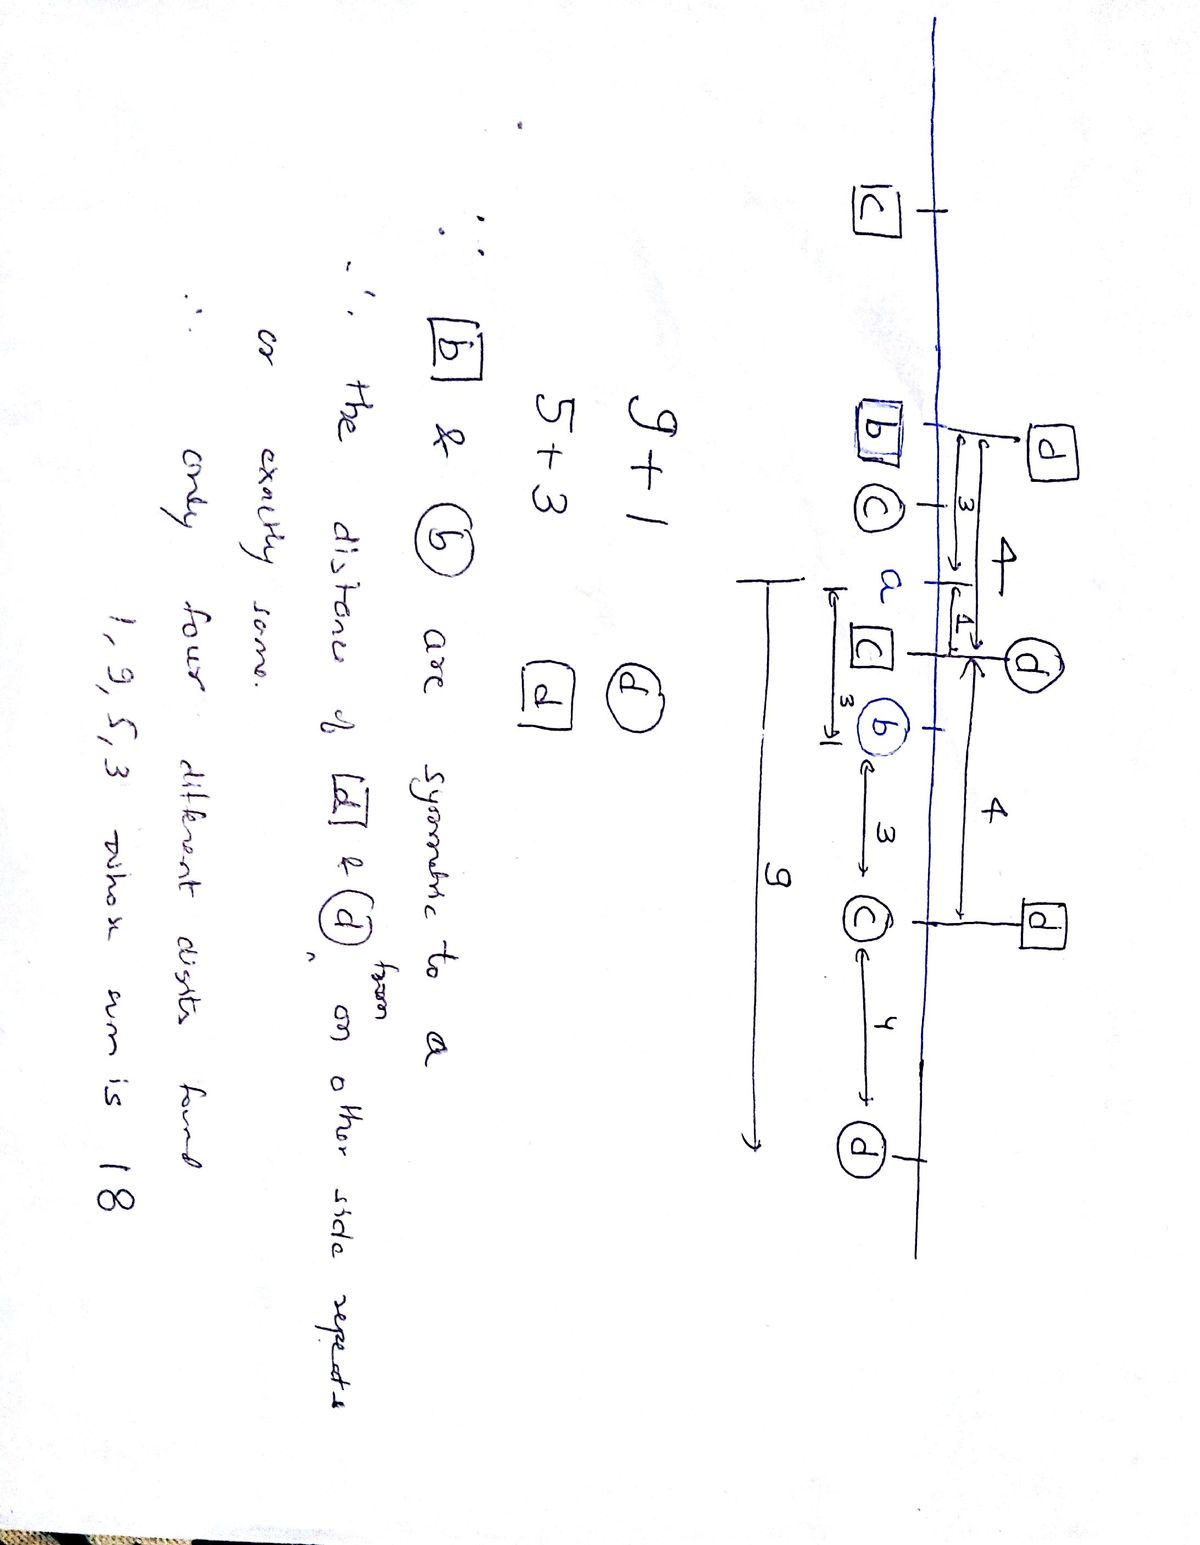 d d d
4 4
3 1
c b c a c b 3 c 4 d
3
9
9+1 d
5+3 d
∵ b & b are symmetric to a
∴ the distance of d & d from on other side repeats
or exactly same.
∴ only four different digits found
1, 9, 5, 3 whose sum is 18